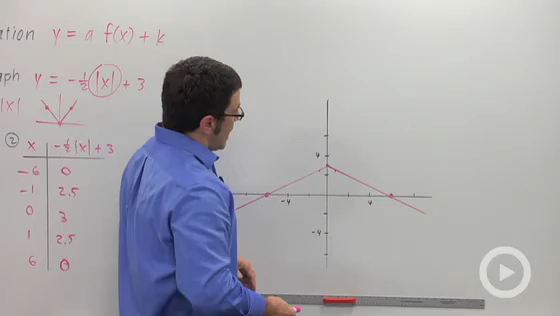 ation y = a f(x) + k
aph y = -½|x| + 3
|x|
② x -½|x| + 3
-6 0
-1 2.5
0 3
1 2.5
6 0
4
-4 4
-4